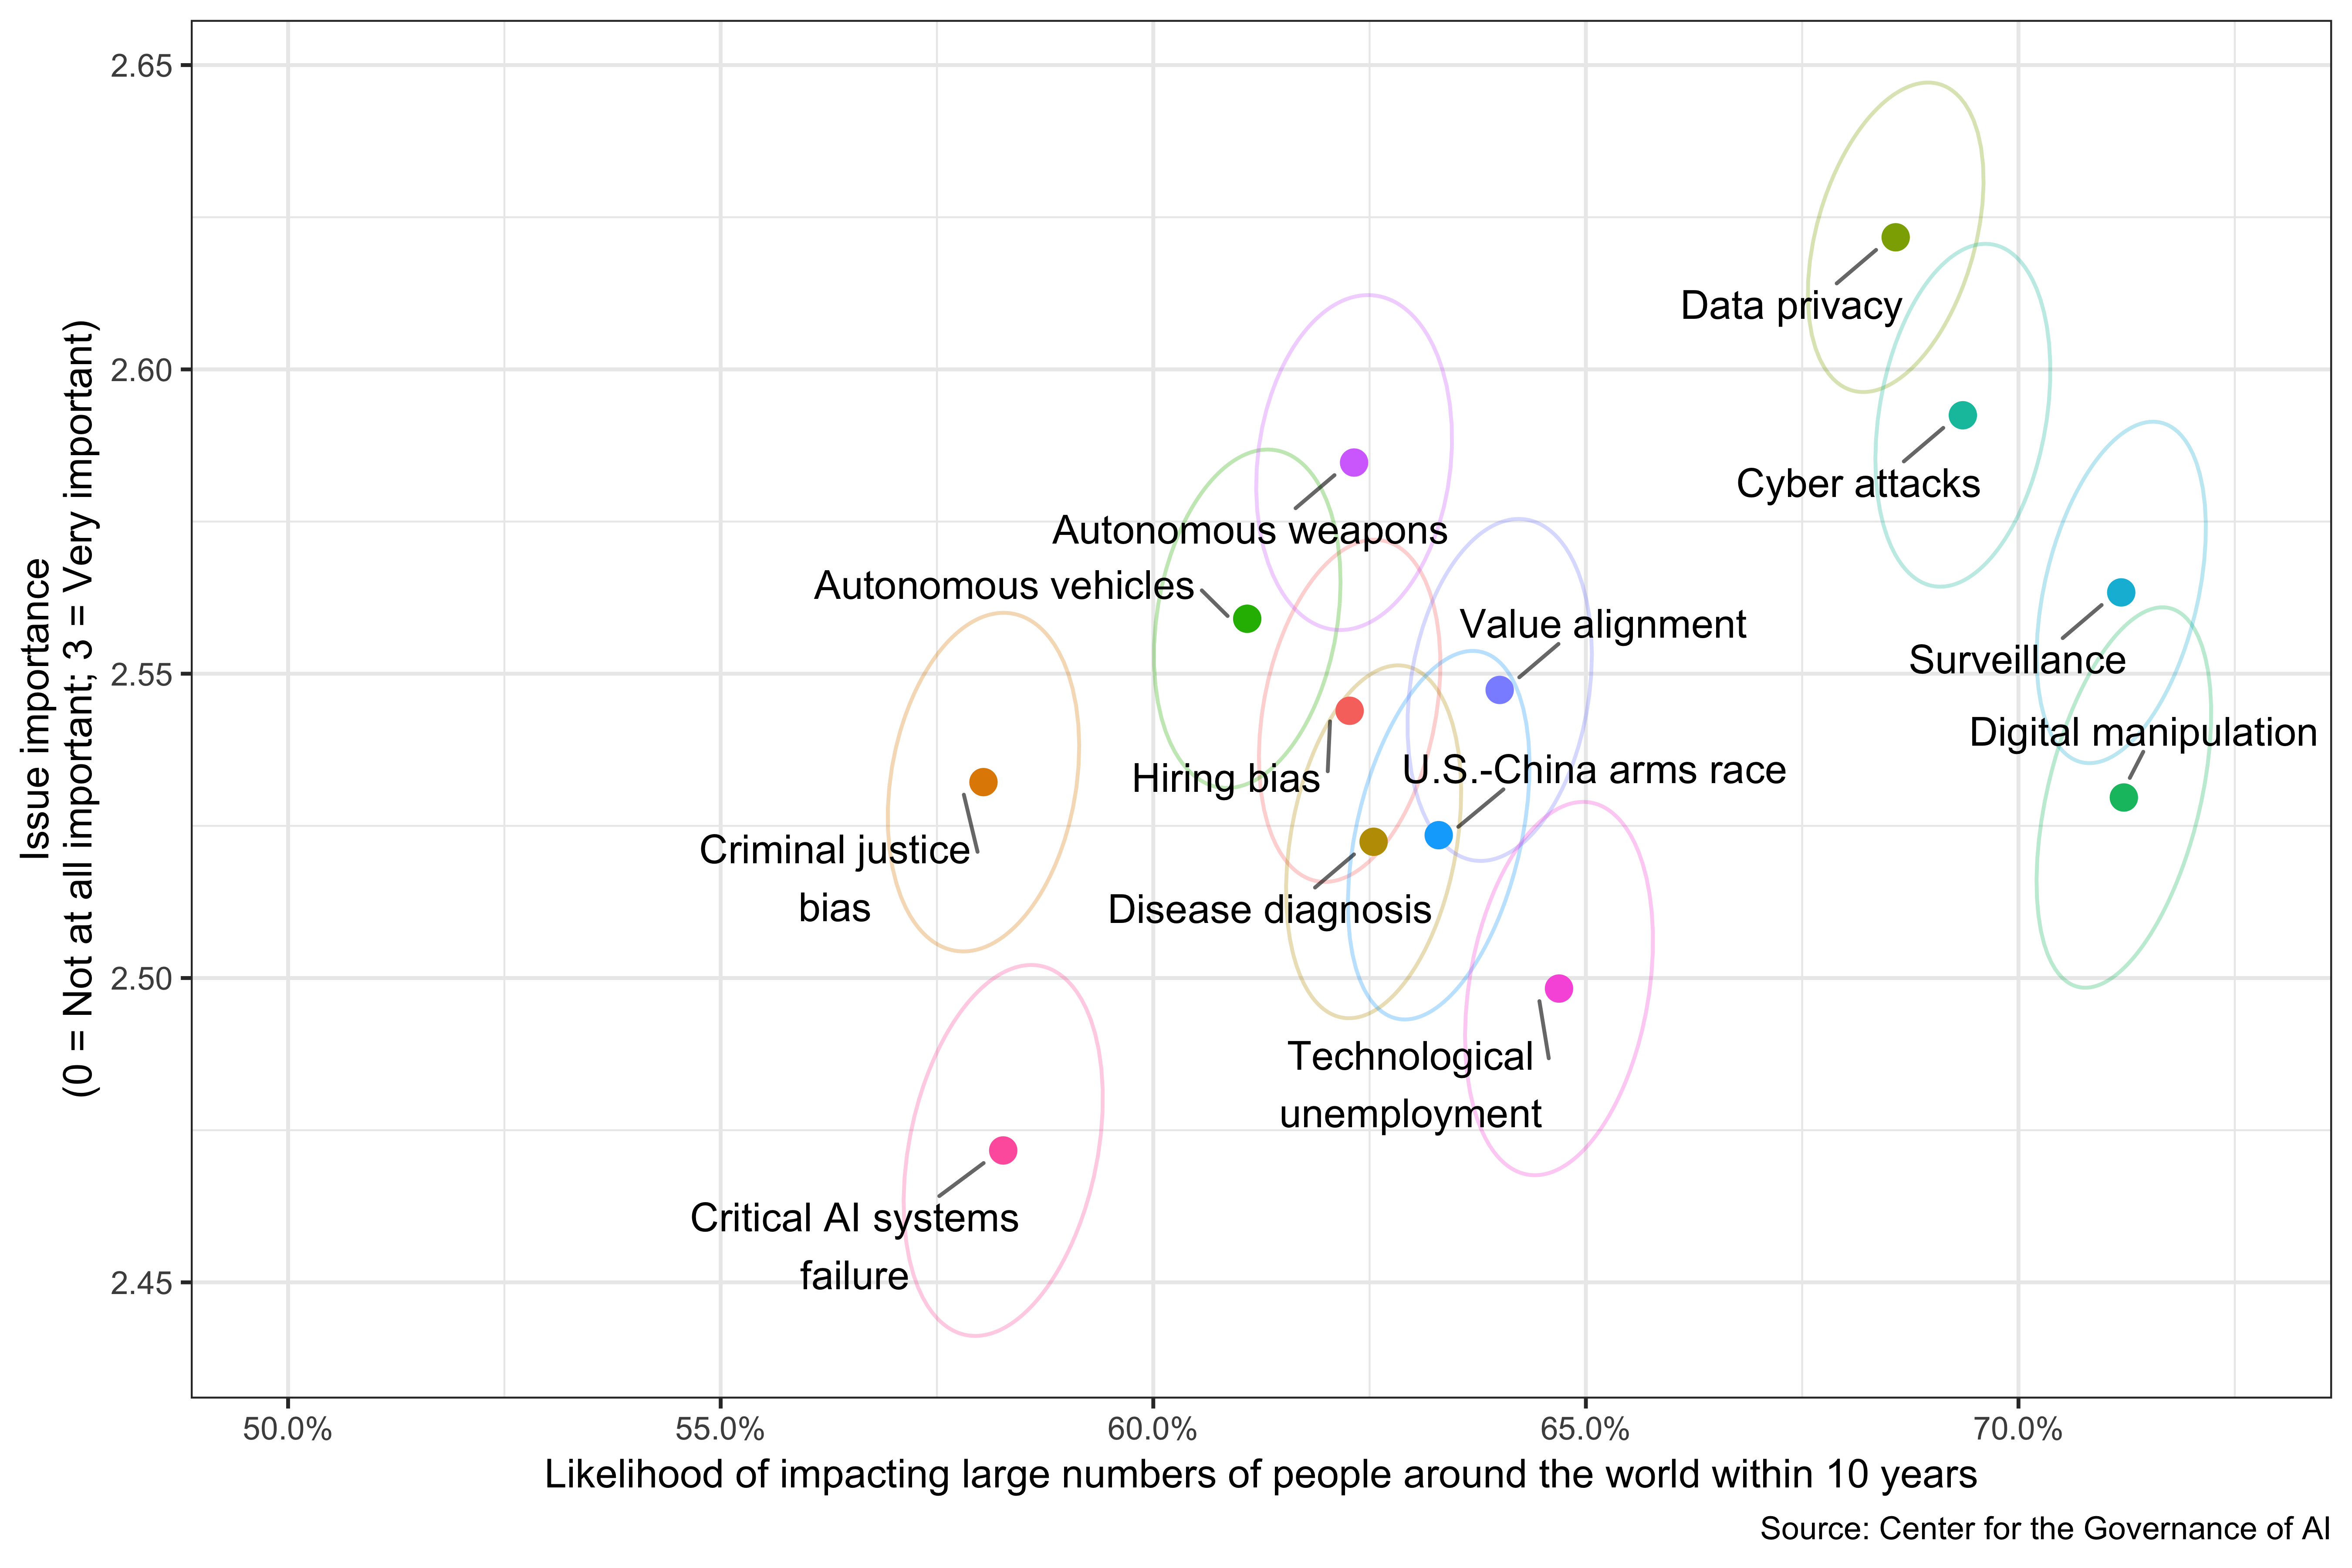 Issue importance
(0 = Not at all important; 3 = Very important)
2.65
2.60
2.55
2.50
2.45
Data privacy
Cyber attacks
Autonomous weapons
Autonomous vehicles
Value alignment
Surveillance
Digital manipulation
Hiring bias
U.S.-China arms race
Criminal justice
bias
Disease diagnosis
Technological
unemployment
Critical AI systems
failure
50.0%
55.0%
60.0%
65.0%
70.0%
Likelihood of impacting large numbers of people around the world within 10 years
Source: Center for the Governance of AI